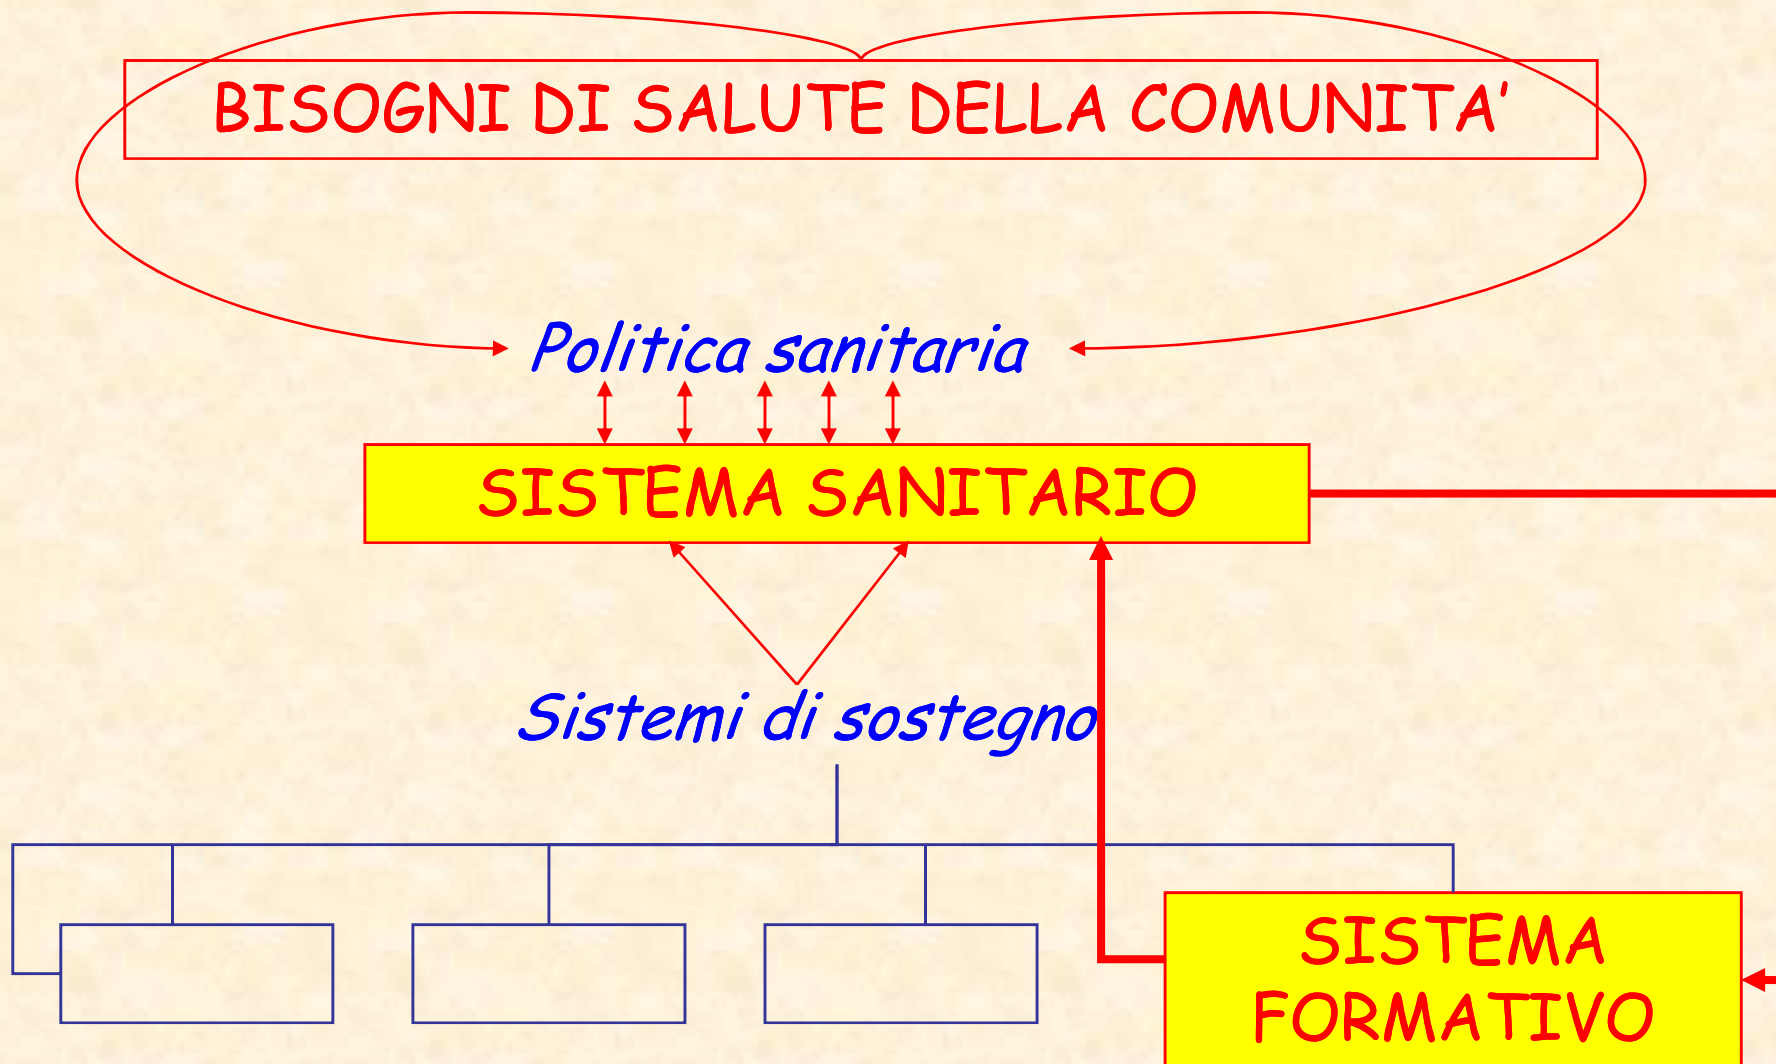 BISOGNI DI SALUTE DELLA COMUNITA’
Politica sanitaria
SISTEMA SANITARIO
Sistemi di sostegno
SISTEMA
FORMATIVO